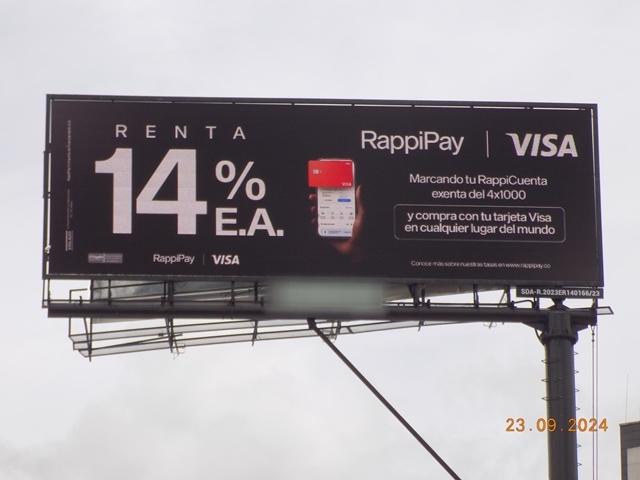 RENTA
14%
E.A.
RappiPay | VISA
RappiPay | VISA
Marcando tu RappiCuenta
exenta del 4x1000
y compra con tu tarjeta Visa
en cualquier lugar del mundo
Conoce más sobre nuestras tasas en www.rappipay.co
SDA-R.2023ER140166/23
23.09.2024